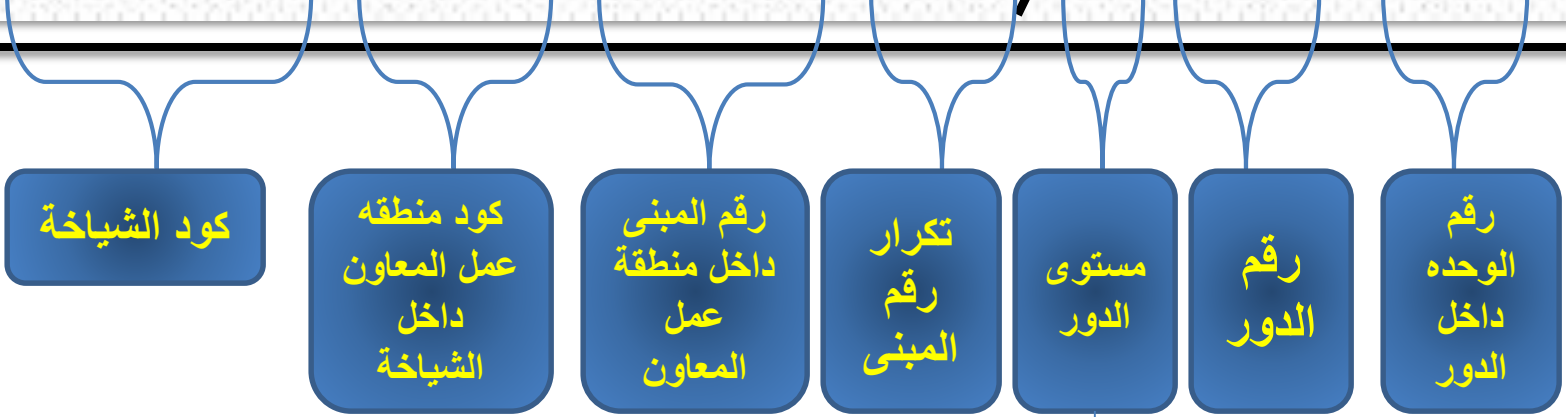 كود الشياخة
كود منطقه
عمل المعاون
داخل
الشياخة
رقم المبنى
داخل منطقة
عمل
المعاون
تكرار
رقم
المبنى
مستوى
الدور
رقم
الدور
رقم
الوحده
داخل
الدور